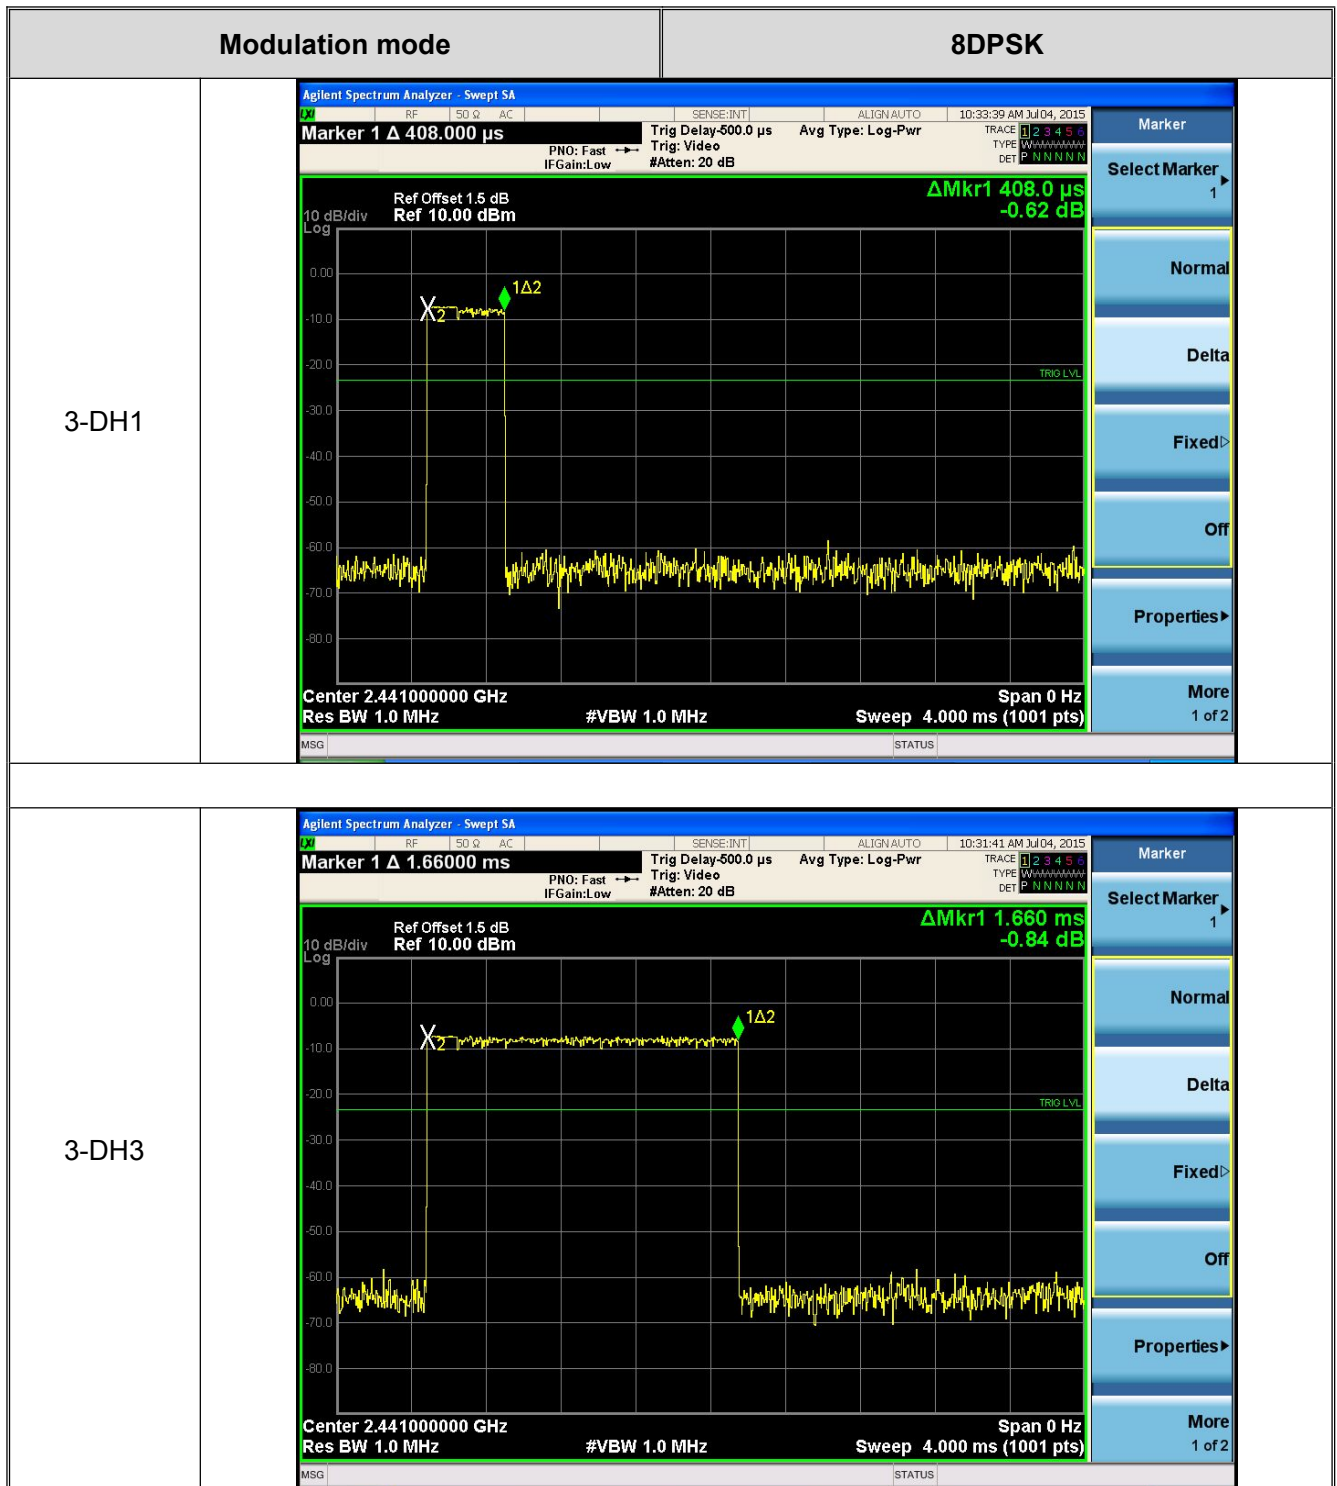 Modulation mode
8DPSK
3-DH1
Agilent Spectrum Analyzer - Swept SA
LXI RF 50 Ω AC SENSE:INT ALIGN AUTO 10:33:39 AM Jul 04, 2015
Marker 1 Δ 408.000 µs
PNO: Fast
IFGain:Low
Trig Delay-500.0 µs
Trig: Video
#Atten: 20 dB
Avg Type: Log-Pwr
TRACE 1 2 3 4 5 6
TYPE W
DET P N N N N N
ΔMkr1 408.0 µs
-0.62 dB
Ref Offset 1.5 dB
10 dB/div Ref 10.00 dBm
Log
0.00
-10.0
-20.0
-30.0
-40.0
-50.0
-60.0
-70.0
-80.0
2
1Δ2
TRIG LVL
Center 2.441000000 GHz Span 0 Hz
Res BW 1.0 MHz #VBW 1.0 MHz Sweep 4.000 ms (1001 pts)
MSG STATUS
Marker
Select Marker
1
Normal
Delta
Fixed
Off
Properties
More
1 of 2
3-DH3
Agilent Spectrum Analyzer - Swept SA
LXI RF 50 Ω AC SENSE:INT ALIGN AUTO 10:31:41 AM Jul 04, 2015
Marker 1 Δ 1.66000 ms
PNO: Fast
IFGain:Low
Trig Delay-500.0 µs
Trig: Video
#Atten: 20 dB
Avg Type: Log-Pwr
TRACE 1 2 3 4 5 6
TYPE W
DET P N N N N N
ΔMkr1 1.660 ms
-0.84 dB
Ref Offset 1.5 dB
10 dB/div Ref 10.00 dBm
Log
0.00
-10.0
-20.0
-30.0
-40.0
-50.0
-60.0
-70.0
-80.0
2
1Δ2
TRIG LVL
Center 2.441000000 GHz Span 0 Hz
Res BW 1.0 MHz #VBW 1.0 MHz Sweep 4.000 ms (1001 pts)
MSG STATUS
Marker
Select Marker
1
Normal
Delta
Fixed
Off
Properties
More
1 of 2